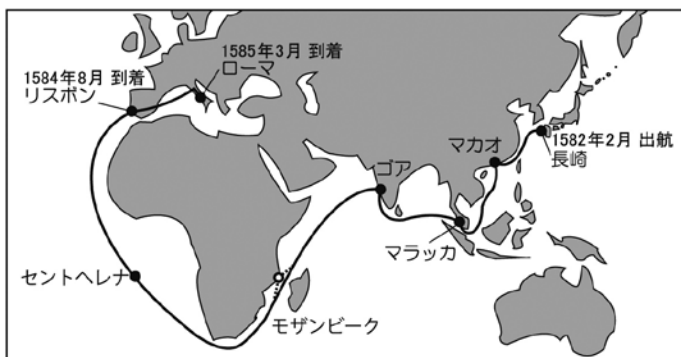 1585年3月 到着
ローマ
1584年8月 到着
リスボン
1582年2月 出航
長崎
マカオ
ゴア
マラッカ
セントヘレナ
モザンビーク